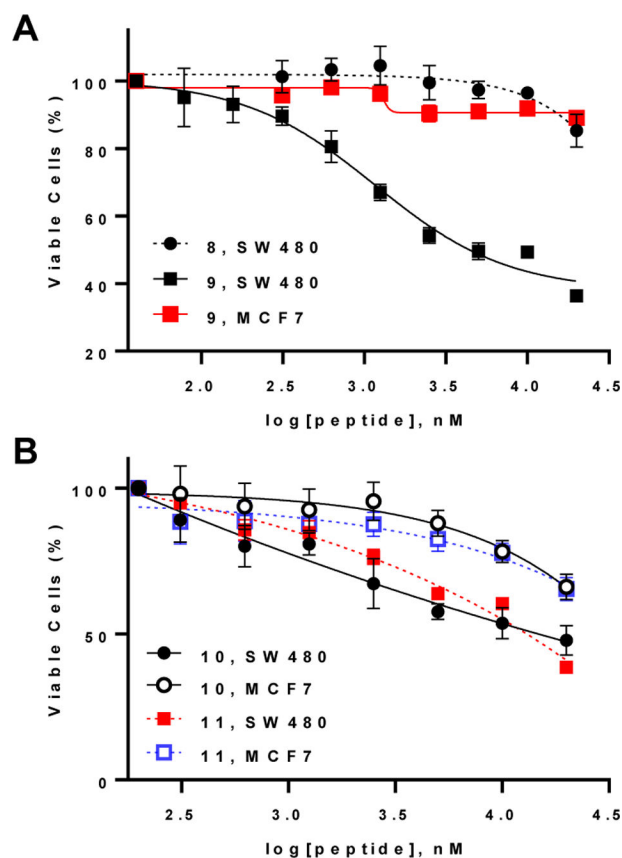 A
Viable Cells (%)
100
80
60
40
20
8, SW480
9, SW480
9, MCF7
2.0 2.5 3.0 3.5 4.0 4.5
log[peptide], nM
B
Viable Cells (%)
100
50
0
10, SW480
10, MCF7
11, SW480
11, MCF7
2.5 3.0 3.5 4.0 4.5
log[peptide], nM